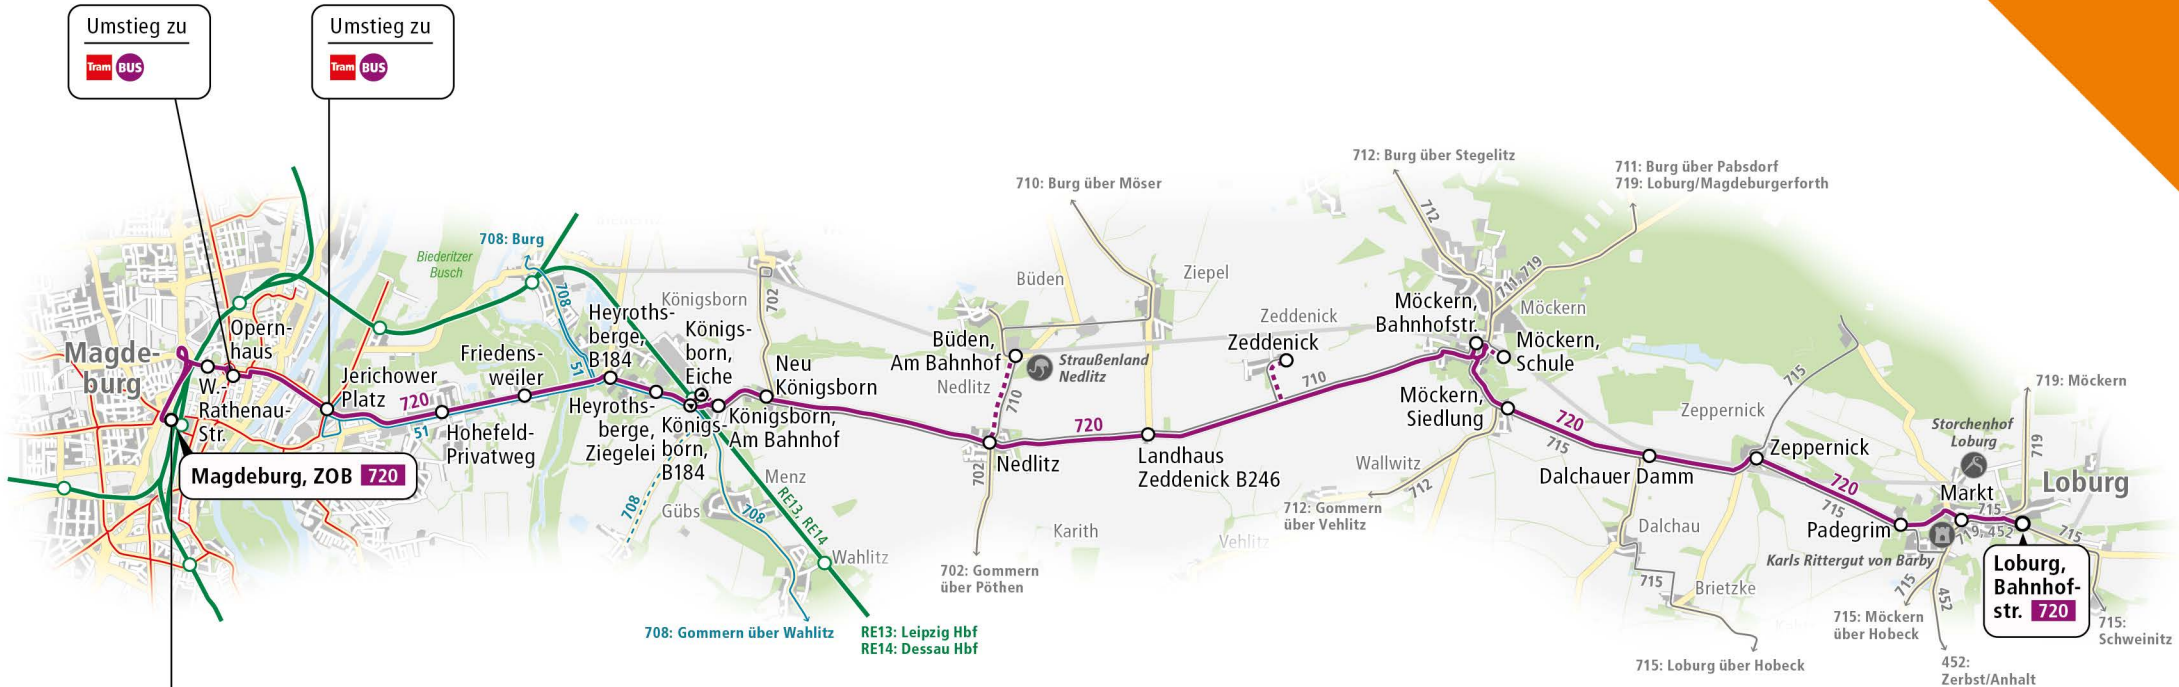 Umstieg zu
Tram BUS
Umstieg zu
Tram BUS
712: Burg über Stegelitz
711: Burg über Pabsdorf
719: Loburg/Magdeburgerforth
710: Burg über Möser
712
711, 719
708: Burg
Biederitzer
Busch
708
Königsborn
702
Büden
Ziepel
Zeddenick
Möckern
Magde-
burg
Opern-
haus
W.-
Rathenau-
Str.
Jerichower
Platz
720
51
Friedens-
weiler
Hohefeld-
Privatweg
Heyroths-
berge,
B184
51
Heyroths-
berge,
Ziegelei
Königs-
born,
Eiche
Königs-
born,
B184
Königsborn,
Am Bahnhof
Neu
Königsborn
Büden,
Am Bahnhof
Straußenland
Nedlitz
Nedlitz
710
720
Nedlitz
702
Landhaus
Zeddenick B246
Zeddenick
710
Möckern,
Bahnhofstr.
Möckern,
Schule
Möckern,
Siedlung
720
715
Dalchauer Damm
Zeppernick
715
Zeppernick
720
715
Padegrim
Markt
715
719, 452
719: Möckern
719
Storchenhof
Loburg
Loburg
715
Karls Rittergut von Barby
Loburg,
Bahnhof-
str. 720
Magdeburg, ZOB 720
Menz
Gübs
708
708
RE13, RE14
Wahlitz
Karith
Vehlitz
Wallwitz
712
712: Gommern
über Vehlitz
702: Gommern
über Pöthen
708: Gommern über Wahlitz
RE13: Leipzig Hbf
RE14: Dessau Hbf
Dalchau
715
Brietzke
715: Loburg über Hobeck
715
715: Möckern
über Hobeck
452
452:
Zerbst/Anhalt
715:
Schweinitz